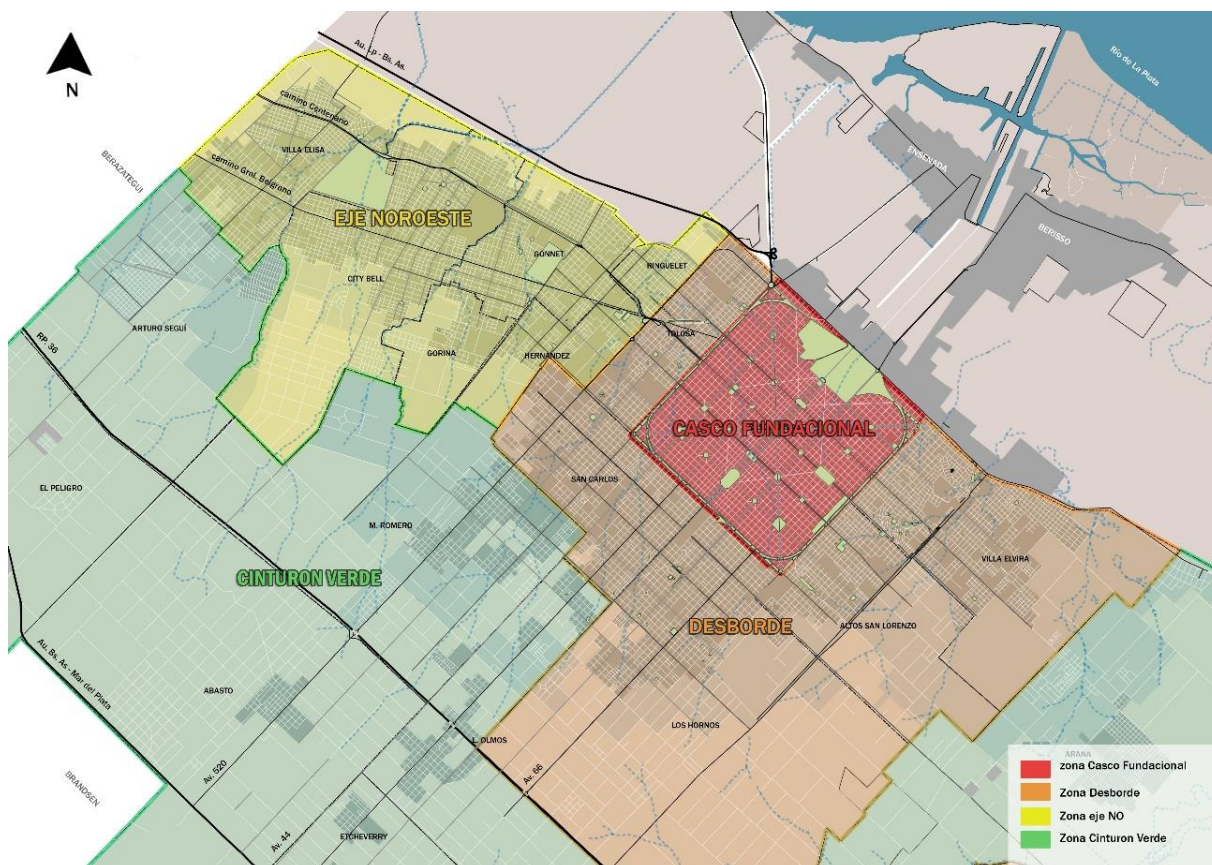 N
Au. Lp - Bs. As.
Río de La Plata
camino Centenario
VILLA ELISA
BERAZATEGUI
camino Gral. Belgrano
ENSENADA
EJE NOROESTE
BERISSO
GONNET
RINGUELET
CITY BELL
ARTURO SEGUÍ
TOLOSA
RP. 36
GORINA
HERNÁNDEZ
CASCO FUNDACIONAL
SAN CARLOS
EL PELIGRO
M. ROMERO
VILLA ELVIRA
CINTURON VERDE
DESBORDE
ALTOS SAN LORENZO
Au. Bs. As - Mar del Plata
ABASTO
LOS HORNOS
L. OLMOS
ARANA
BRANDSEN
Av. 520
Av. 66
Av. 44
ETCHEVERRY
zona Casco Fundacional
Zona Desborde
Zona eje NO
Zona Cinturon Verde